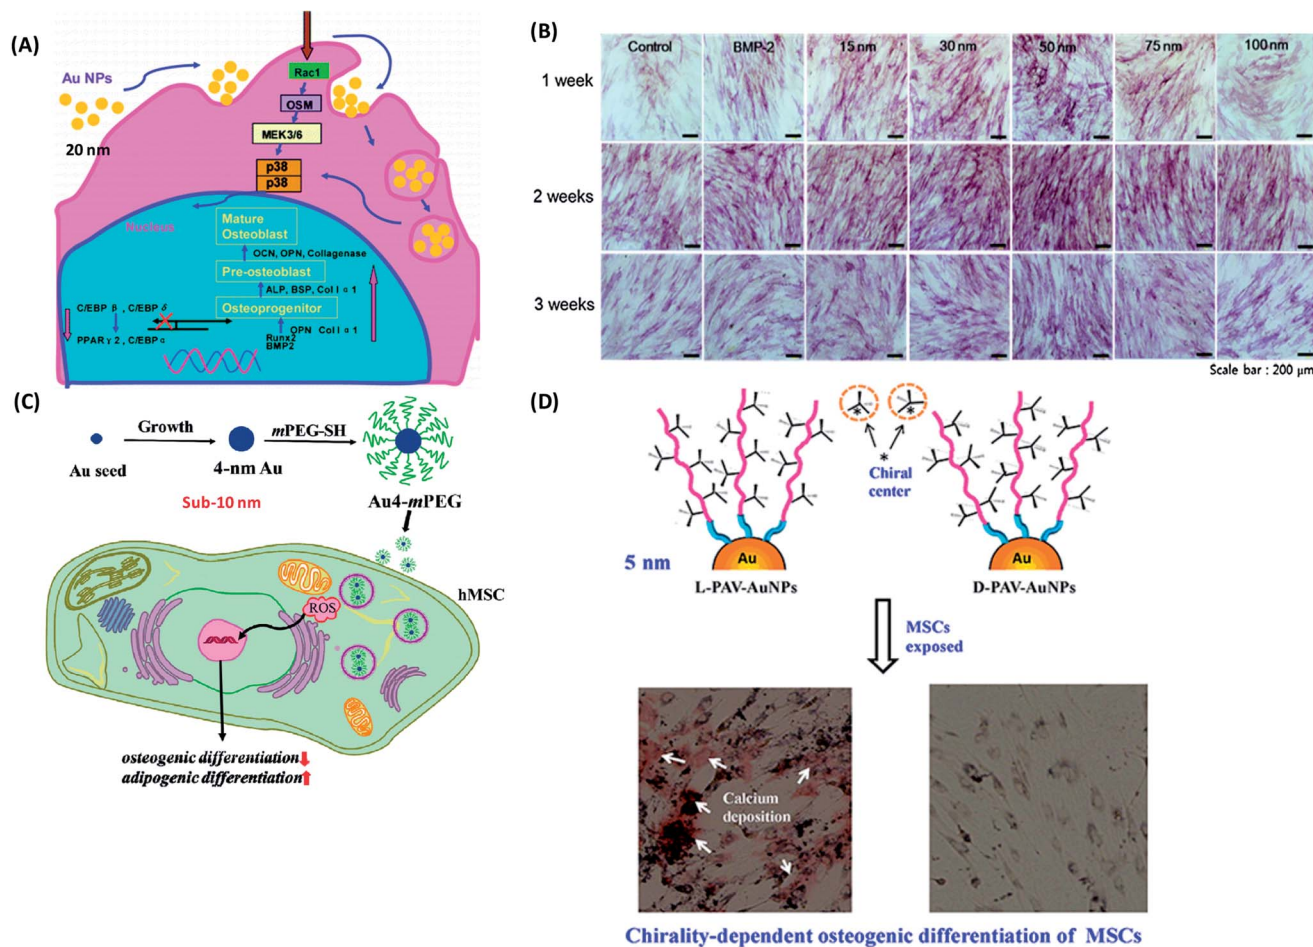 (A)
Au NPs
20 nm
Rac1
OSM
MEK3/6
p38
p38
Nucleus
Mature
Osteoblast
OCN, OPN, Collagenase
Pre-osteoblast
ALP, BSP, Col I α1
Osteoprogenitor
OPN Col I α1
Runx2
BMP2
C/EBP β , C/EBP δ
PPAR γ 2 , C/EBP α
(B)
Control BMP-2 15 nm 30 nm 50 nm 75 nm 100 nm
1 week
2 weeks
3 weeks
Scale bar : 200 μm
(C)
Au seed
Growth
4-nm Au
mPEG-SH
Au4-mPEG
Sub-10 nm
hMSC
ROS
osteogenic differentiation
adipogenic differentiation
(D)
*
*
*
Chiral
center
Au
Au
5 nm
L-PAV-AuNPs
D-PAV-AuNPs
MSCs
exposed
Calcium
deposition
Chirality-dependent osteogenic differentiation of MSCs